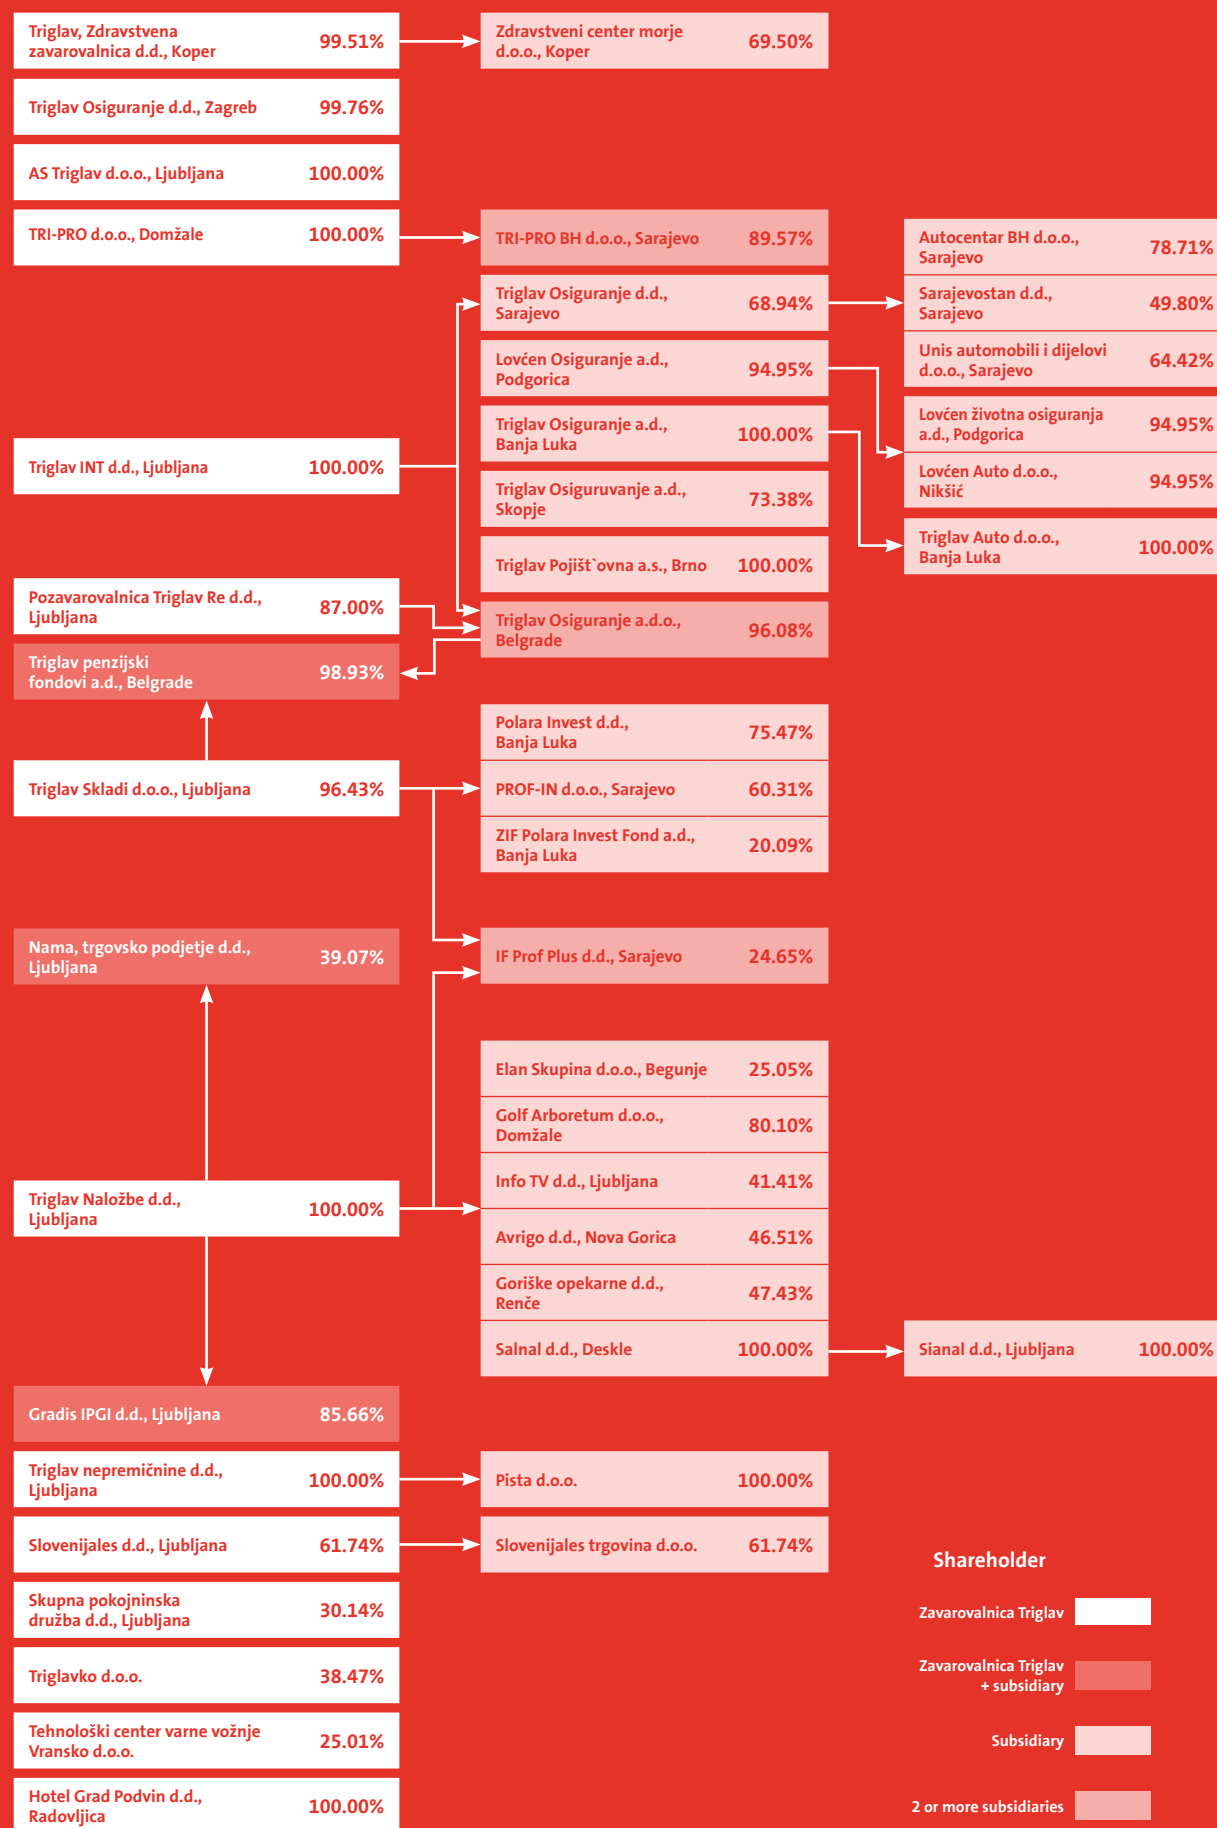 Triglav, Zdravstvena
zavarovalnica d.d., Koper
99.51%
Zdravstveni center morje
d.o.o., Koper
69.50%
Triglav Osiguranje d.d., Zagreb
99.76%
AS Triglav d.o.o., Ljubljana
100.00%
TRI-PRO d.o.o., Domžale
100.00%
TRI-PRO BH d.o.o., Sarajevo
89.57%
Autocentar BH d.o.o.,
Sarajevo
78.71%
Triglav Osiguranje d.d.,
Sarajevo
68.94%
Sarajevostan d.d.,
Sarajevo
49.80%
Unis automobili i dijelovi
d.o.o., Sarajevo
64.42%
Lovćen Osiguranje a.d.,
Podgorica
94.95%
Lovćen životna osiguranja
a.d., Podgorica
94.95%
Triglav Osiguranje a.d.,
Banja Luka
100.00%
Triglav INT d.d., Ljubljana
100.00%
Lovćen Auto d.o.o.,
Nikšić
94.95%
Triglav Osiguruvanje a.d.,
Skopje
73.38%
Triglav Auto d.o.o.,
Banja Luka
100.00%
Triglav Pojišt`ovna a.s., Brno
100.00%
Pozavarovalnica Triglav Re d.d.,
Ljubljana
87.00%
Triglav Osiguranje a.d.o.,
Belgrade
96.08%
Triglav penzijski
fondovi a.d., Belgrade
98.93%
Polara Invest d.d.,
Banja Luka
75.47%
Triglav Skladi d.o.o., Ljubljana
96.43%
PROF-IN d.o.o., Sarajevo
60.31%
ZIF Polara Invest Fond a.d.,
Banja Luka
20.09%
Nama, trgovsko podjetje d.d.,
Ljubljana
39.07%
IF Prof Plus d.d., Sarajevo
24.65%
Elan Skupina d.o.o., Begunje
25.05%
Golf Arboretum d.o.o.,
Domžale
80.10%
Info TV d.d., Ljubljana
41.41%
Triglav Naložbe d.d.,
Ljubljana
100.00%
Avrigo d.d., Nova Gorica
46.51%
Goriške opekarne d.d.,
Renče
47.43%
Salnal d.d., Deskle
100.00%
Sianal d.d., Ljubljana
100.00%
Gradis IPGI d.d., Ljubljana
85.66%
Triglav nepremičnine d.d.,
Ljubljana
100.00%
Pista d.o.o.
100.00%
Slovenijales d.d., Ljubljana
61.74%
Slovenijales trgovina d.o.o.
61.74%
Skupna pokojninska
družba d.d., Ljubljana
30.14%
Triglavko d.o.o.
38.47%
Tehnološki center varne vožnje
Vransko d.o.o.
25.01%
Hotel Grad Podvin d.d.,
Radovljica
100.00%
Shareholder
Zavarovalnica Triglav
Zavarovalnica Triglav
+ subsidiary
Subsidiary
2 or more subsidiaries